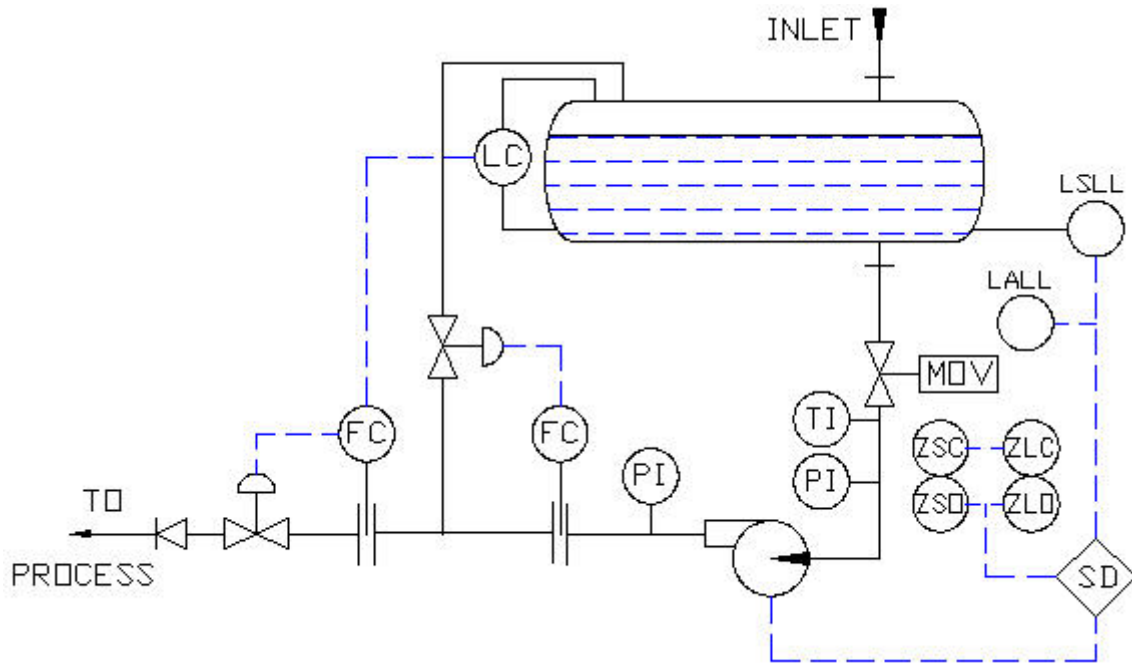 INLET
LC
LSLL
LALL
MOV
TI
FC
FC
ZSC
ZLC
PI
PI
ZSO
ZLO
TO
SD
PROCESS